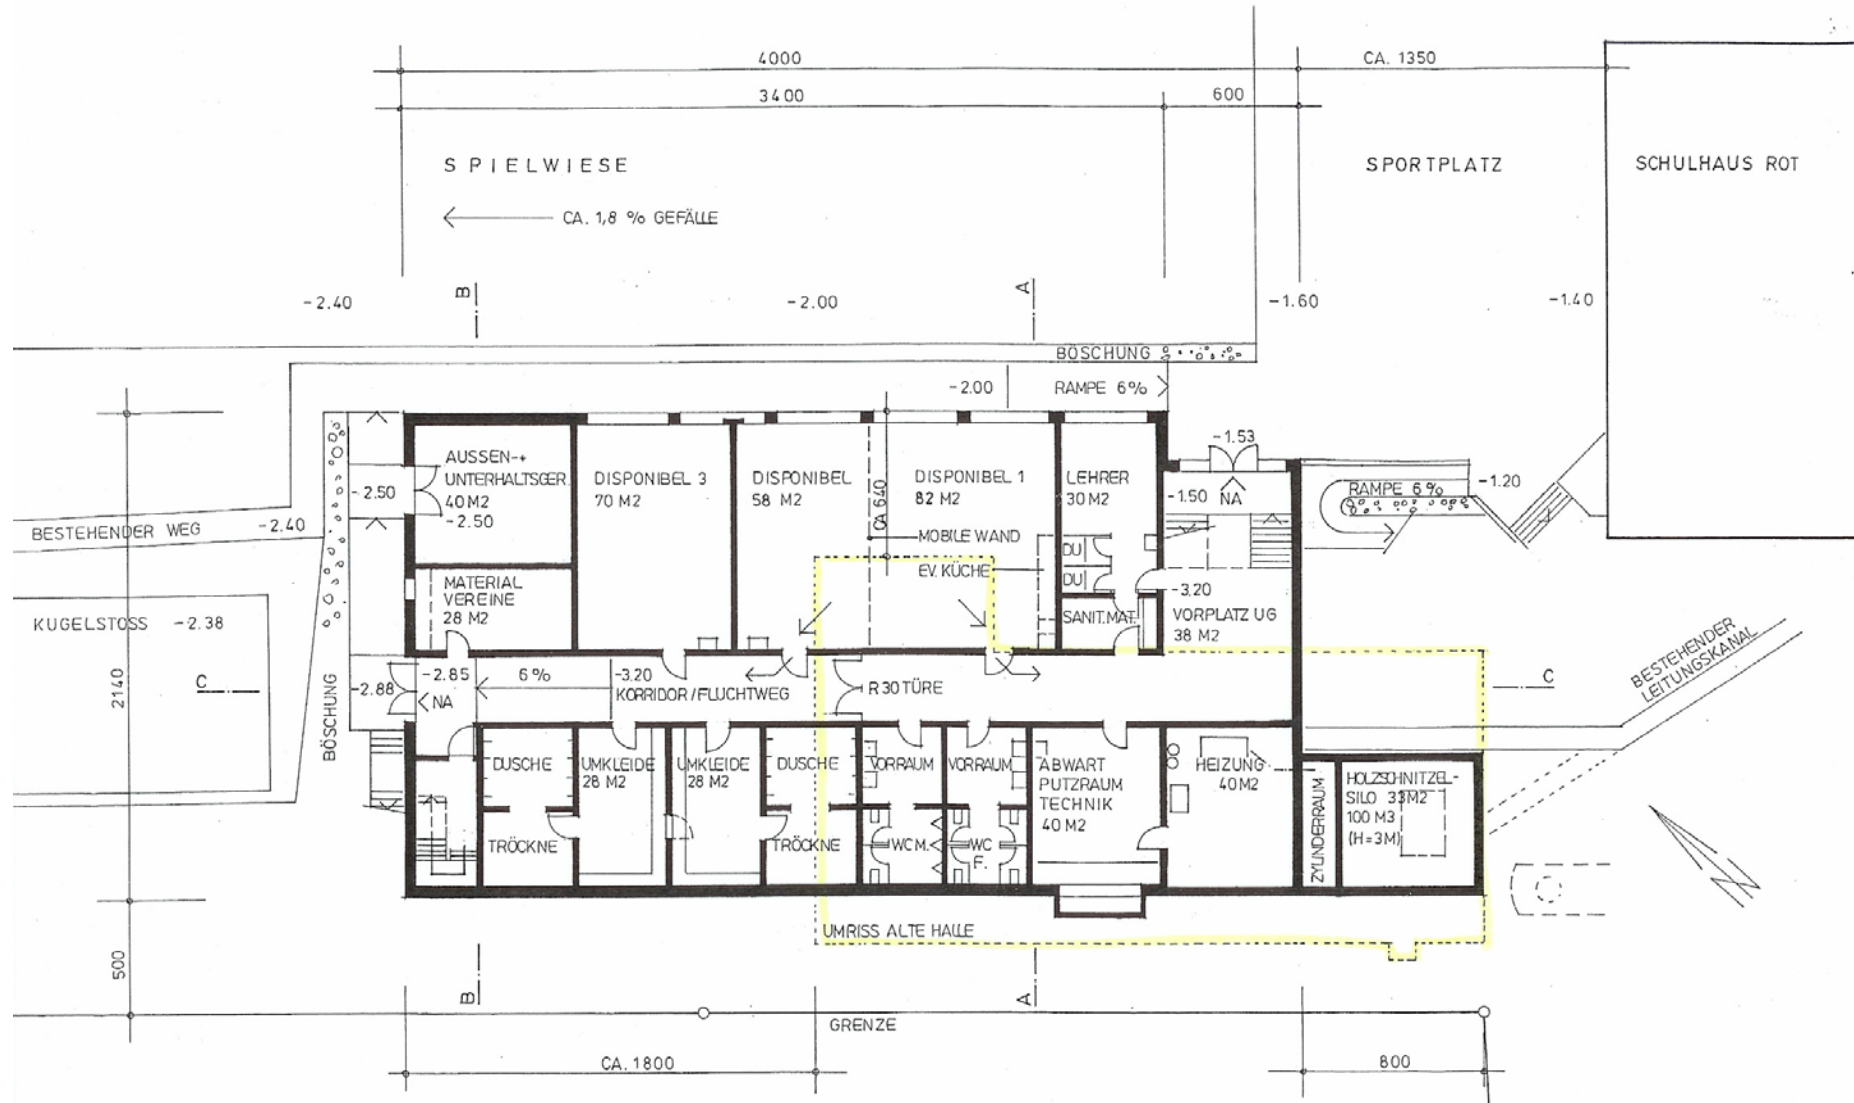 4000
CA. 1350
3400
600
SPIELWIESE
SPORTPLATZ
SCHULHAUS ROT
CA. 1,8 % GEFÄLLE
B
A
-2.40
-2.00
-1.60
-1.40
BÖSCHUNG
-2.00
RAMPE 6%
-1.53
AUSSEN-+
UNTERHALTSGER.
40 M2
-2.50
-2.50
DISPONIBEL 3
70 M2
DISPONIBEL
58 M2
CA 640
DISPONIBEL 1
82 M2
LEHRER
30 M2
-1.50
NA
RAMPE 6%
-1.20
BESTEHENDER WEG
-2.40
MOBILE WAND
EV. KÜCHE
DU
DU
MATERIAL
VEREINE
28 M2
SANIT.MAT.
-3.20
VORPLATZ UG
38 M2
KUGELSTOSS -2.38
BESTEHENDER
LEITUNGSKANAL
2140
C
BÖSCHUNG
-2.88
-2.85
NA
6%
-3.20
KORRIDOR/FLUCHTWEG
R30 TÜRE
C
DUSCHE
UMKLEIDE
28 M2
UMKLEIDE
28 M2
DUSCHE
VORRAUM
VORRAUM
ABWART
PUTZRAUM
TECHNIK
40 M2
HEIZUNG
40 M2
ZYLINDERRAUM
HOLZSCHNITZEL-
SILO 33M2
100 M3
(H=3M)
TRÖCKNE
TRÖCKNE
WC M.
WC
F.
UMRISS ALTE HALLE
500
B
A
GRENZE
CA. 1800
800